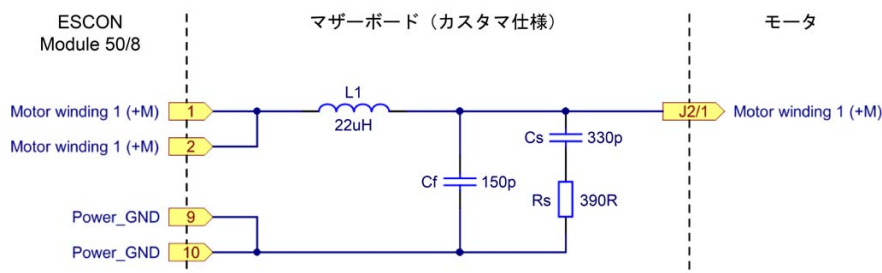 ESCON
Module 50/8
マザーボード（カスタマ仕様）
モータ
L1
22uH
Motor winding 1 (+M)
1
J2/1
Motor winding 1 (+M)
Cs
330p
Motor winding 1 (+M)
2
Cf
150p
Rs
390R
Power_GND
9
Power_GND
10